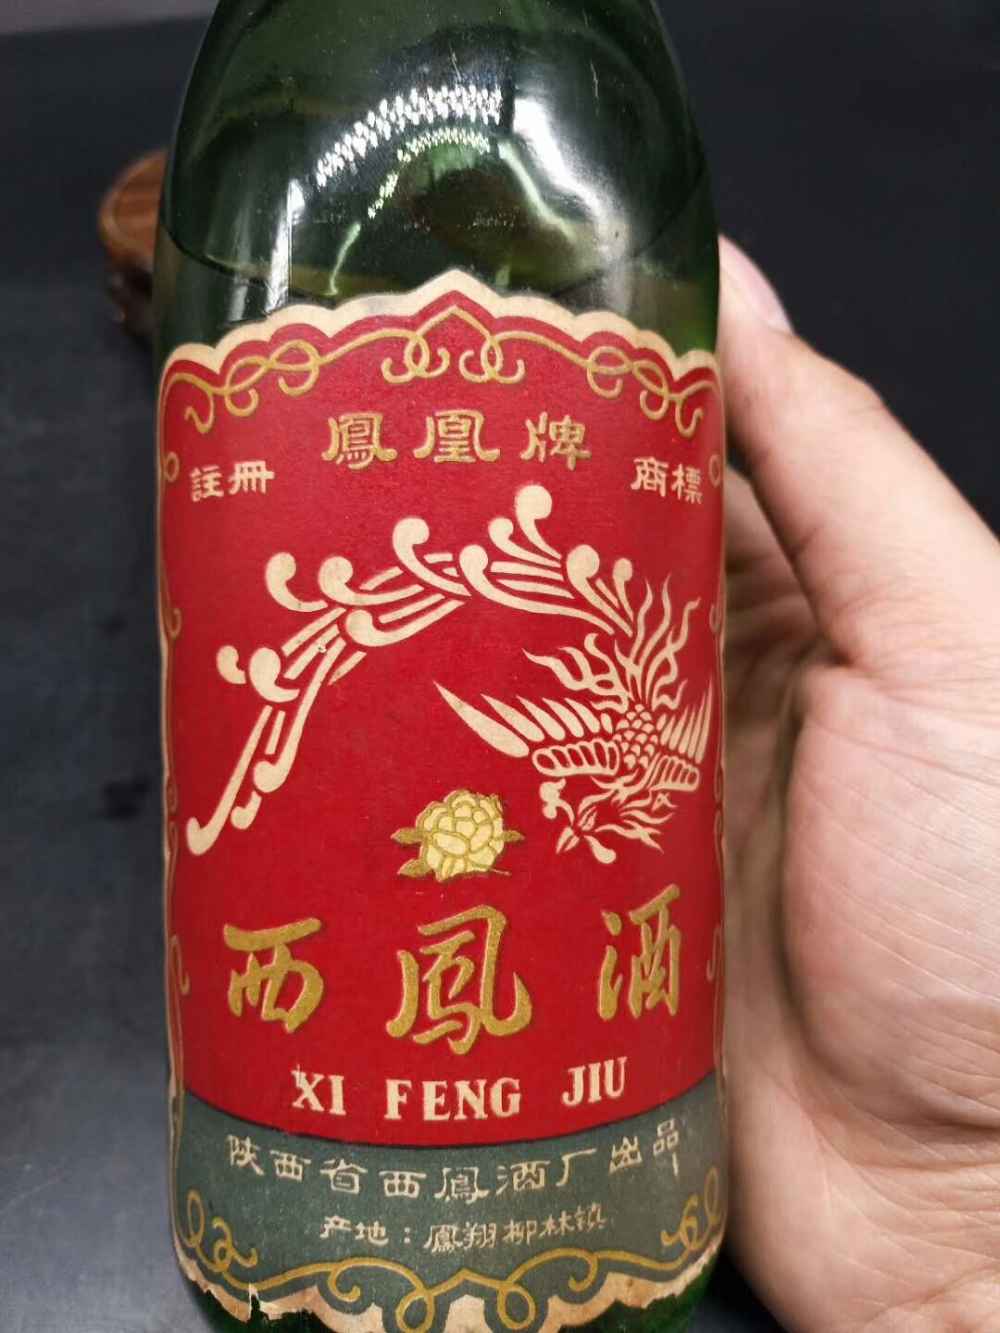 鳳凰牌
註冊 商標
西鳳酒
XI FENG JIU
陕西省西鳳酒厂出品
产地：鳳翔柳林镇